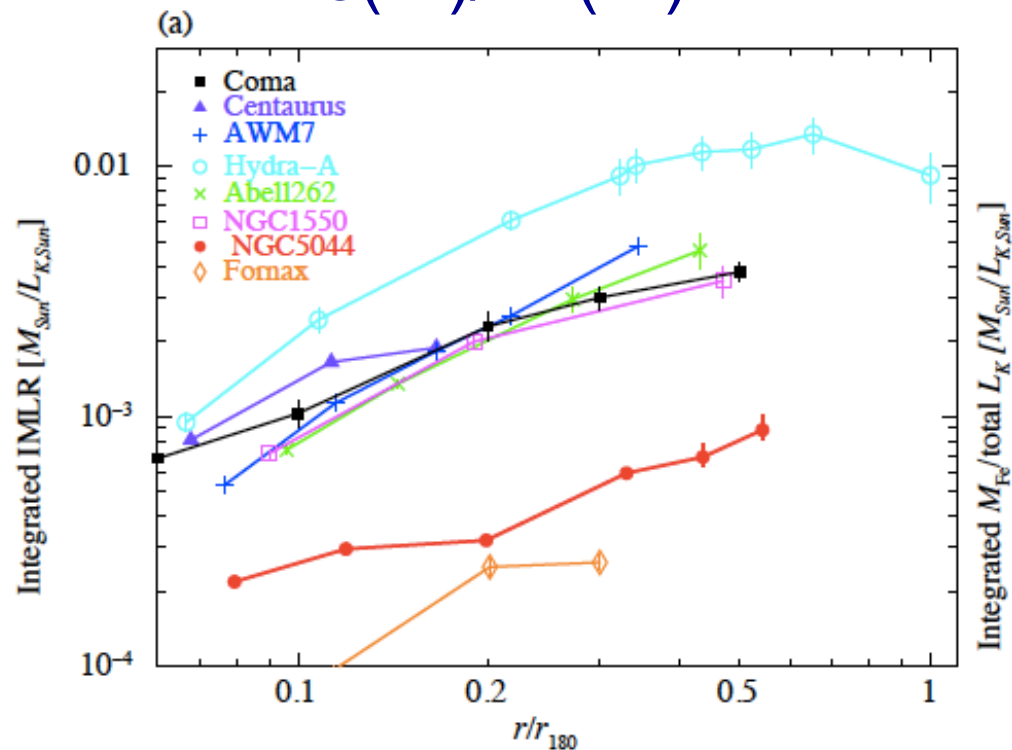 (a)
Coma
Centaurus
AWM7
Hydra–A
Abell262
NGC1550
NGC5044
Fornax
Integrated IMLR [M_Sun/L_K,Sun]
0.01
10⁻³
10⁻⁴
0.1
0.2
0.5
1
r/r₁₈₀
Integrated M_Fe/total L_K [M_Sun/L_K,Sun]